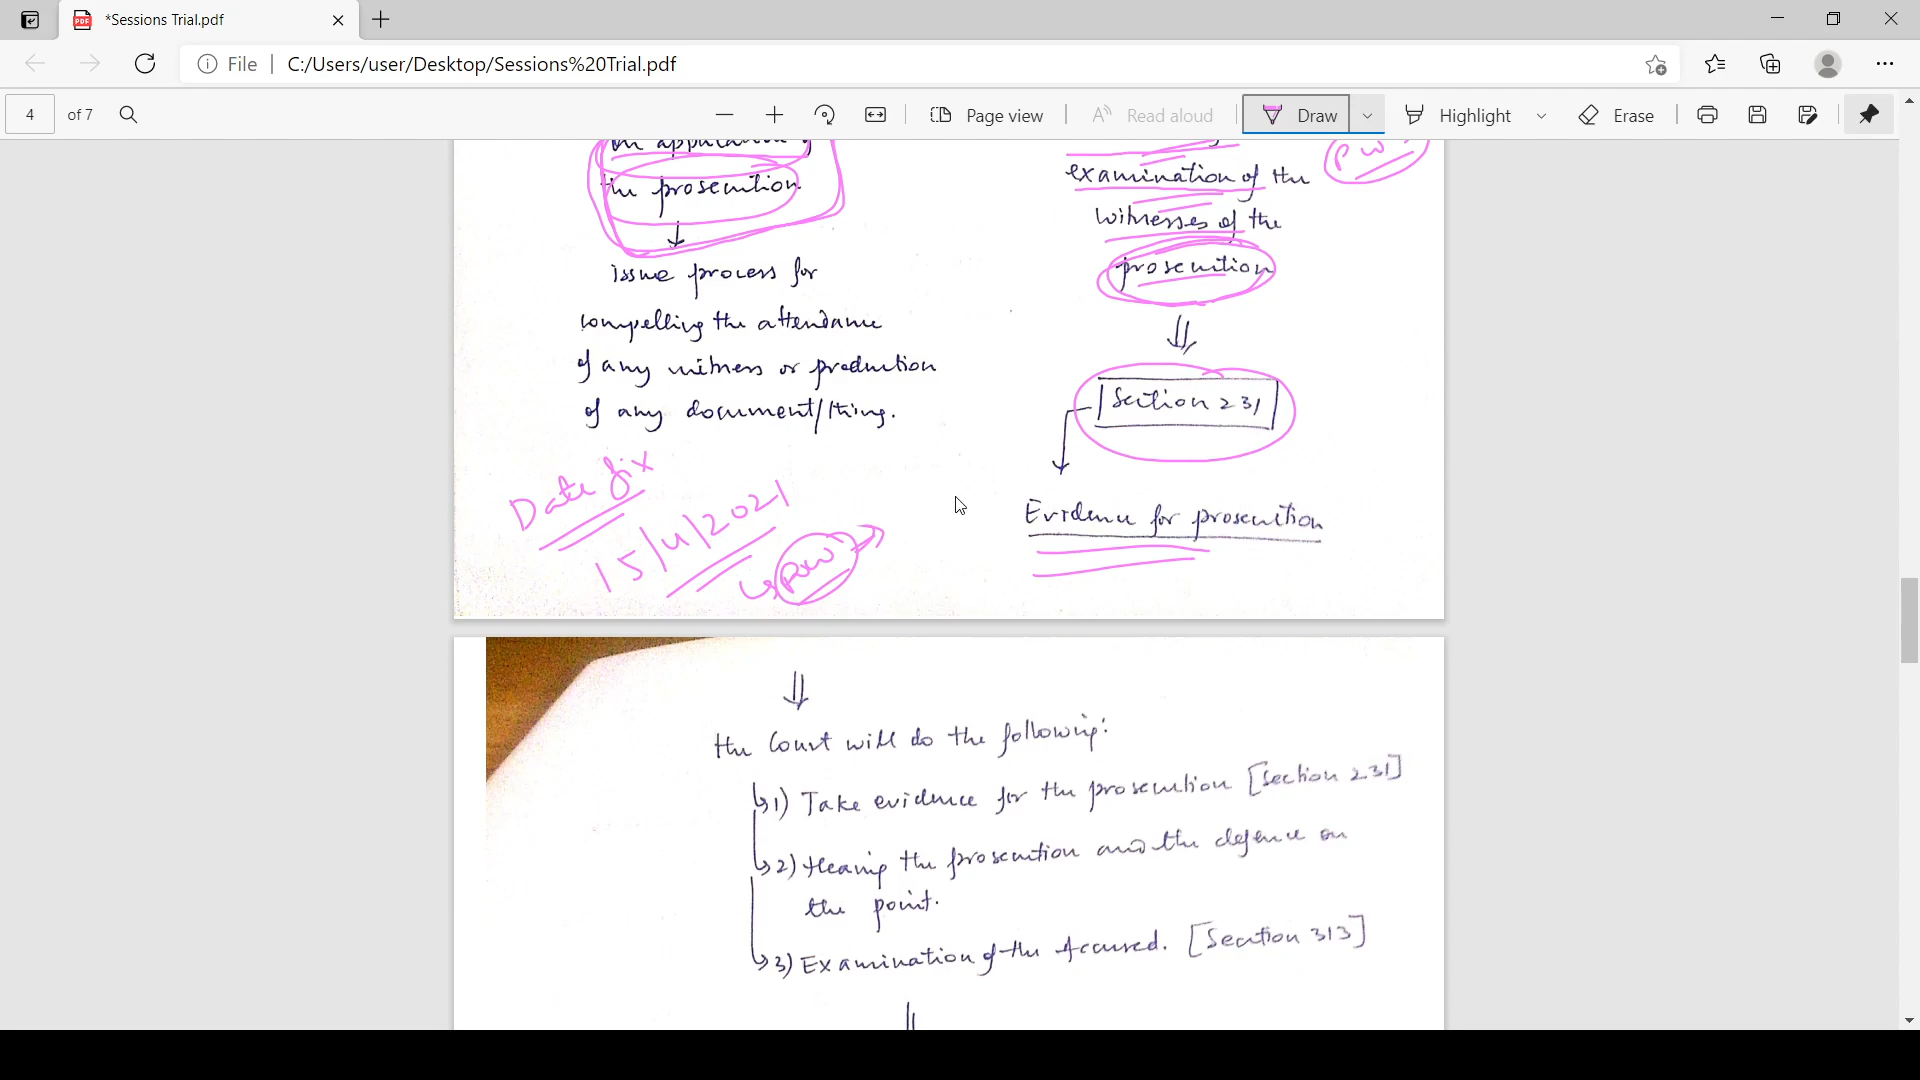 *Sessions Trial.pdf
File
C:/Users/user/Desktop/Sessions%20Trial.pdf
4 of 7
Page view
Read aloud
Draw
Highlight
Erase
the prosecution
issue process for
compelling the attendance
of any witness or production
of any document/thing.
Date fix
15/4/2021
PW
examination of the
witnesses of the
prosecution
PW
Section 231
Evidence for prosecution
the Court will do the following:
1) Take evidence for the prosecution [Section 231]
2) Hearing the prosecution and the defence on
the point.
3) Examination of the Accused. [Section 313]